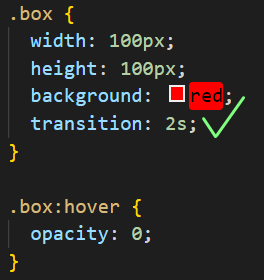 .box {
width: 100px;
height: 100px;
background: red;
transition: 2s;
}
.box:hover {
opacity: 0;
}